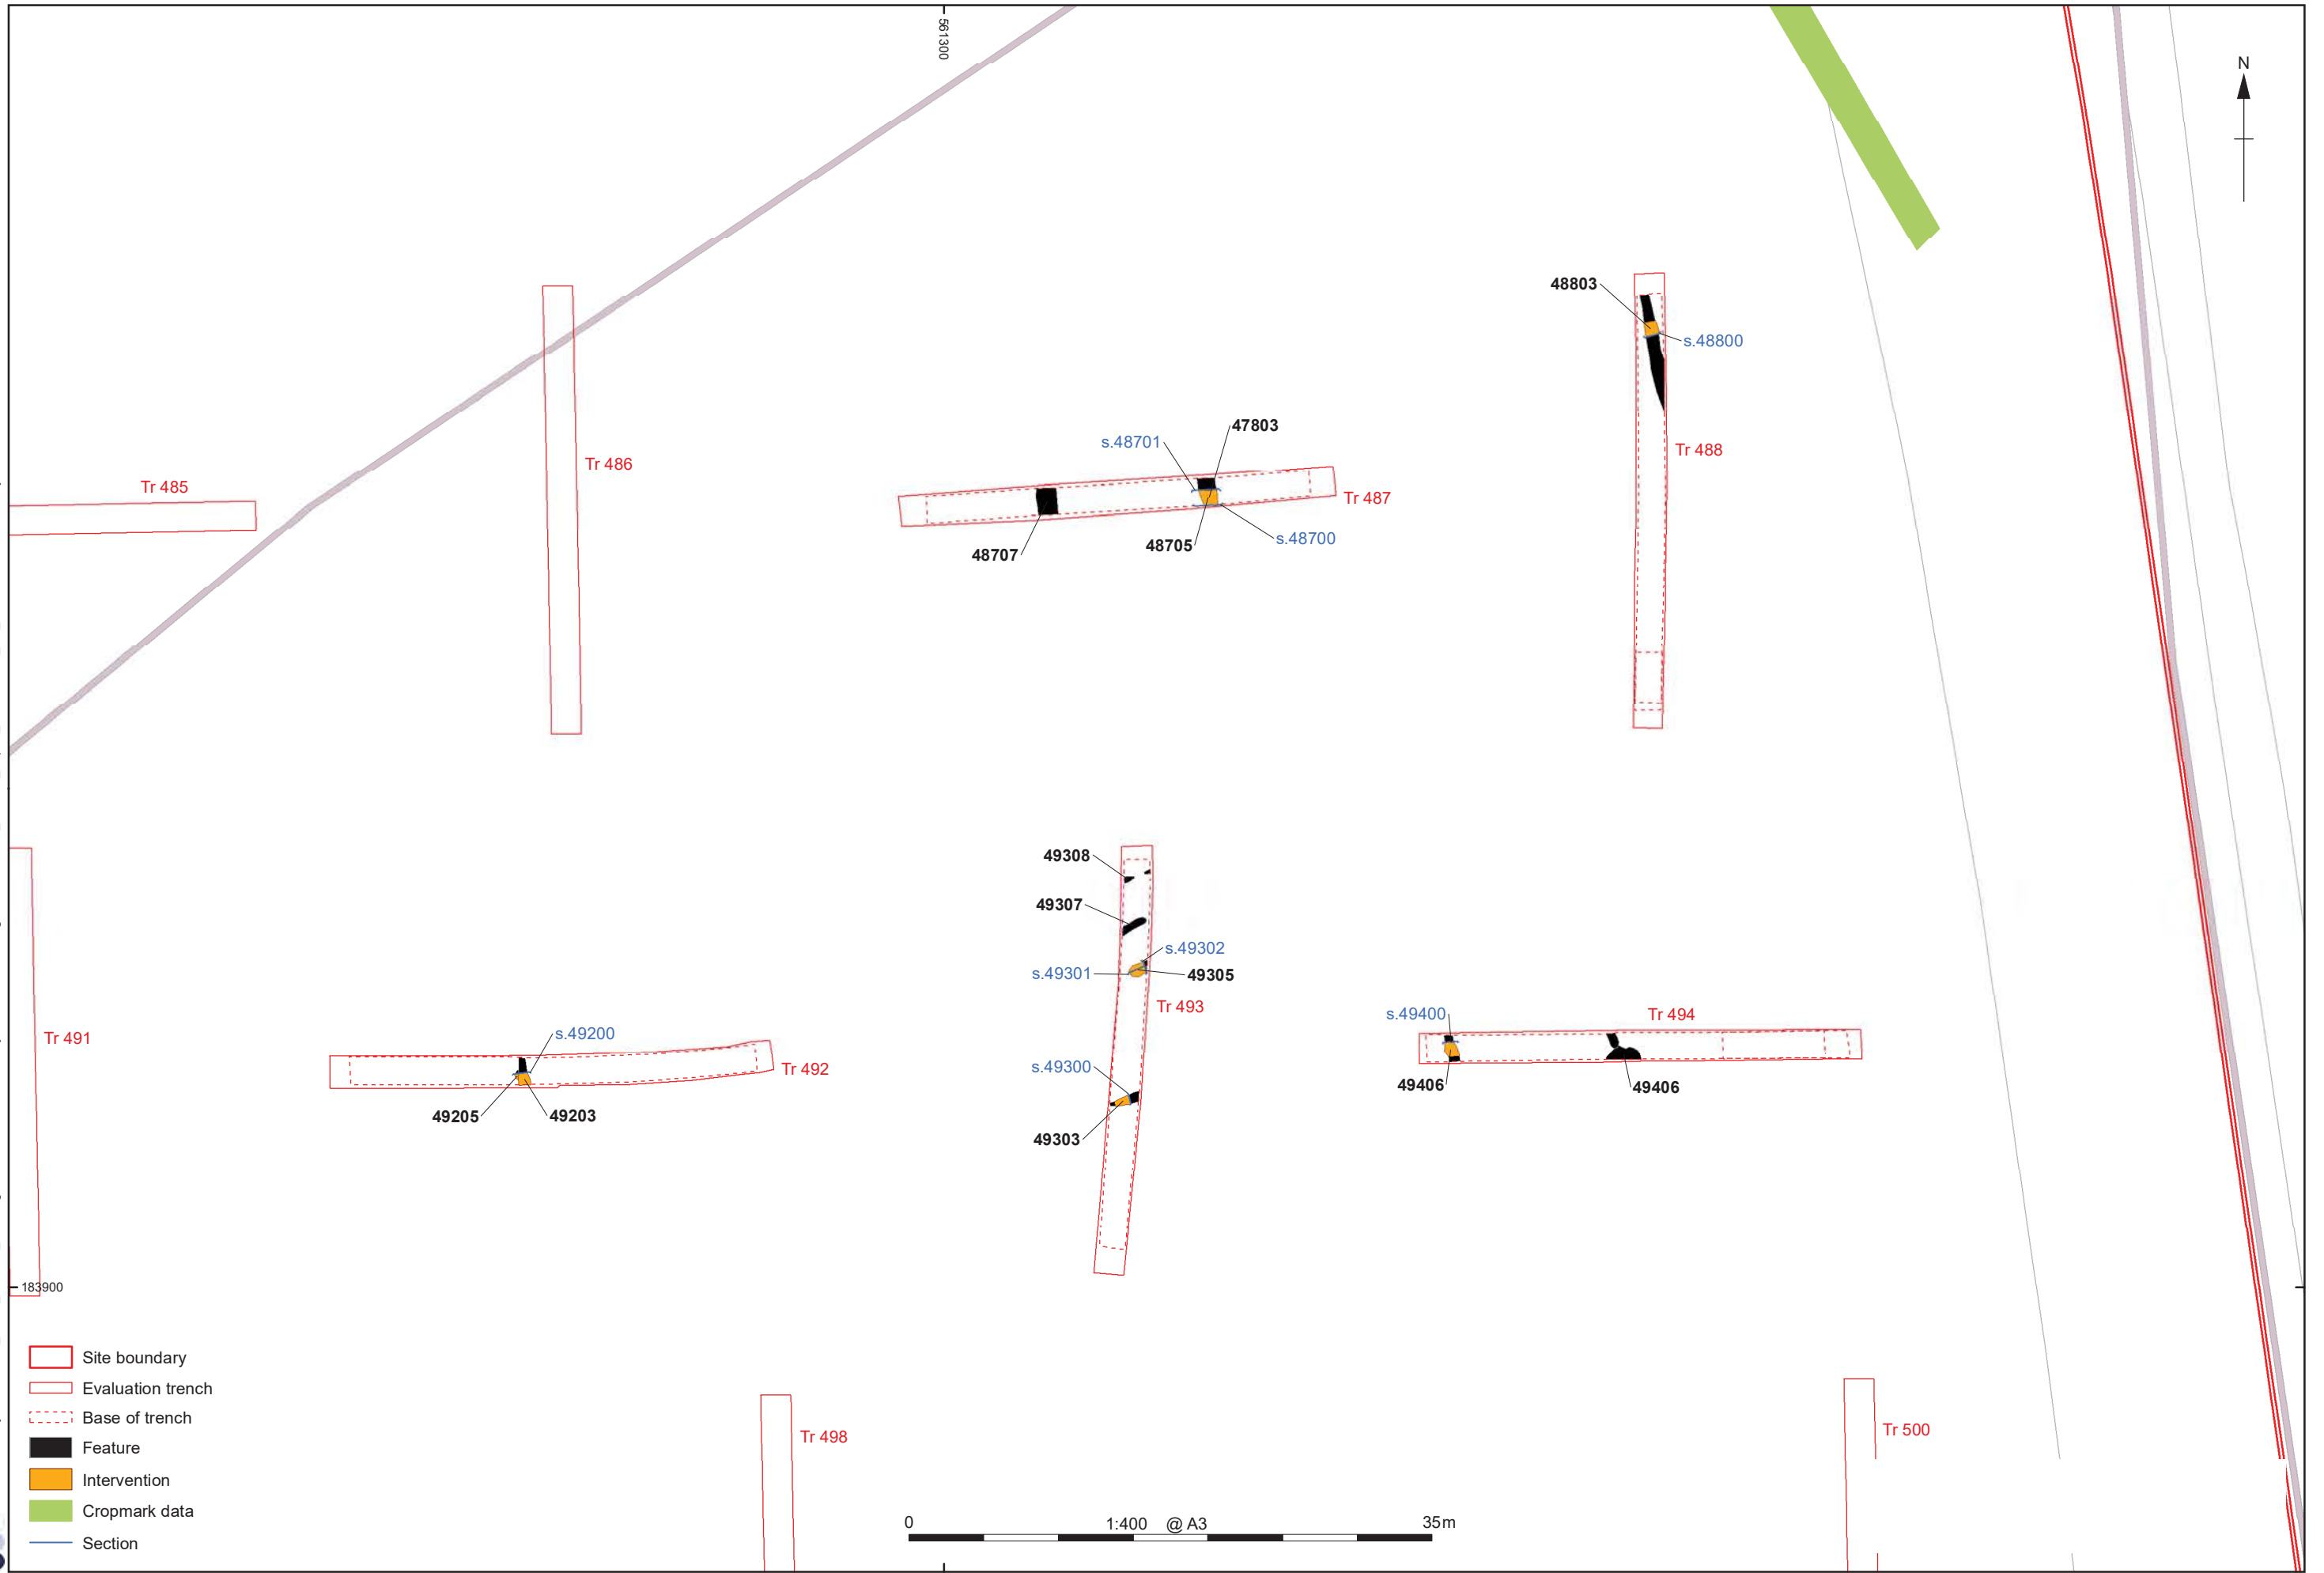 561300
N
48803
s.48800
47803
s.48701
Tr 488
Tr 486
Tr 485
Tr 487
s.48700
48705
48707
49308
49307
s.49302
s.49301
49305
Tr 493
s.49400
Tr 494
s.49200
Tr 491
s.49300
Tr 492
49406
49406
49205
49203
49303
183900
Site boundary
Evaluation trench
Base of trench
Feature
Intervention
Cropmark data
Section
Tr 498
Tr 500
0
1:400 @ A3
35m